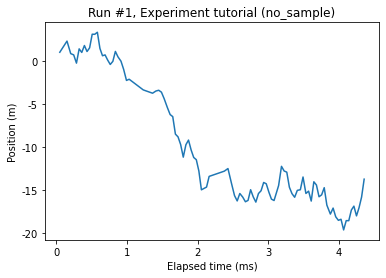 Run #1, Experiment tutorial (no_sample)
Position (m)
0
-5
-10
-15
-20
0 1 2 3 4
Elapsed time (ms)